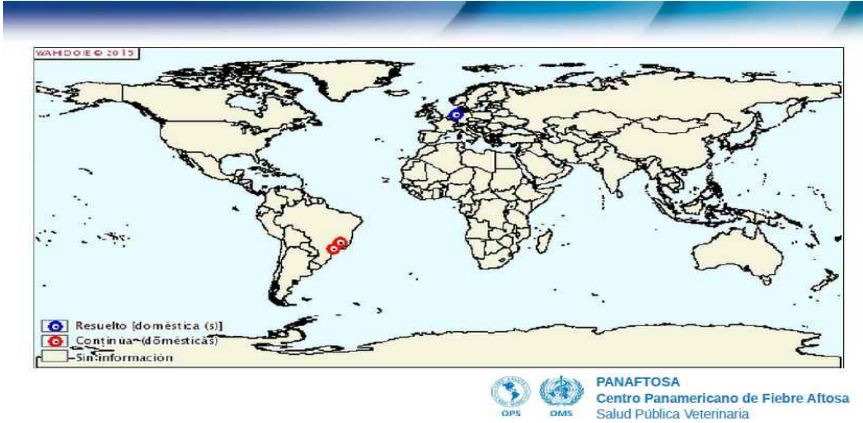 WAHID OIE © 2015
Resuelto [doméstica (s)]
Continúa (domésticas)
Sin información
OPS
OMS
PANAFTOSA
Centro Panamericano de Fiebre Aftosa
Salud Pública Veterinaria